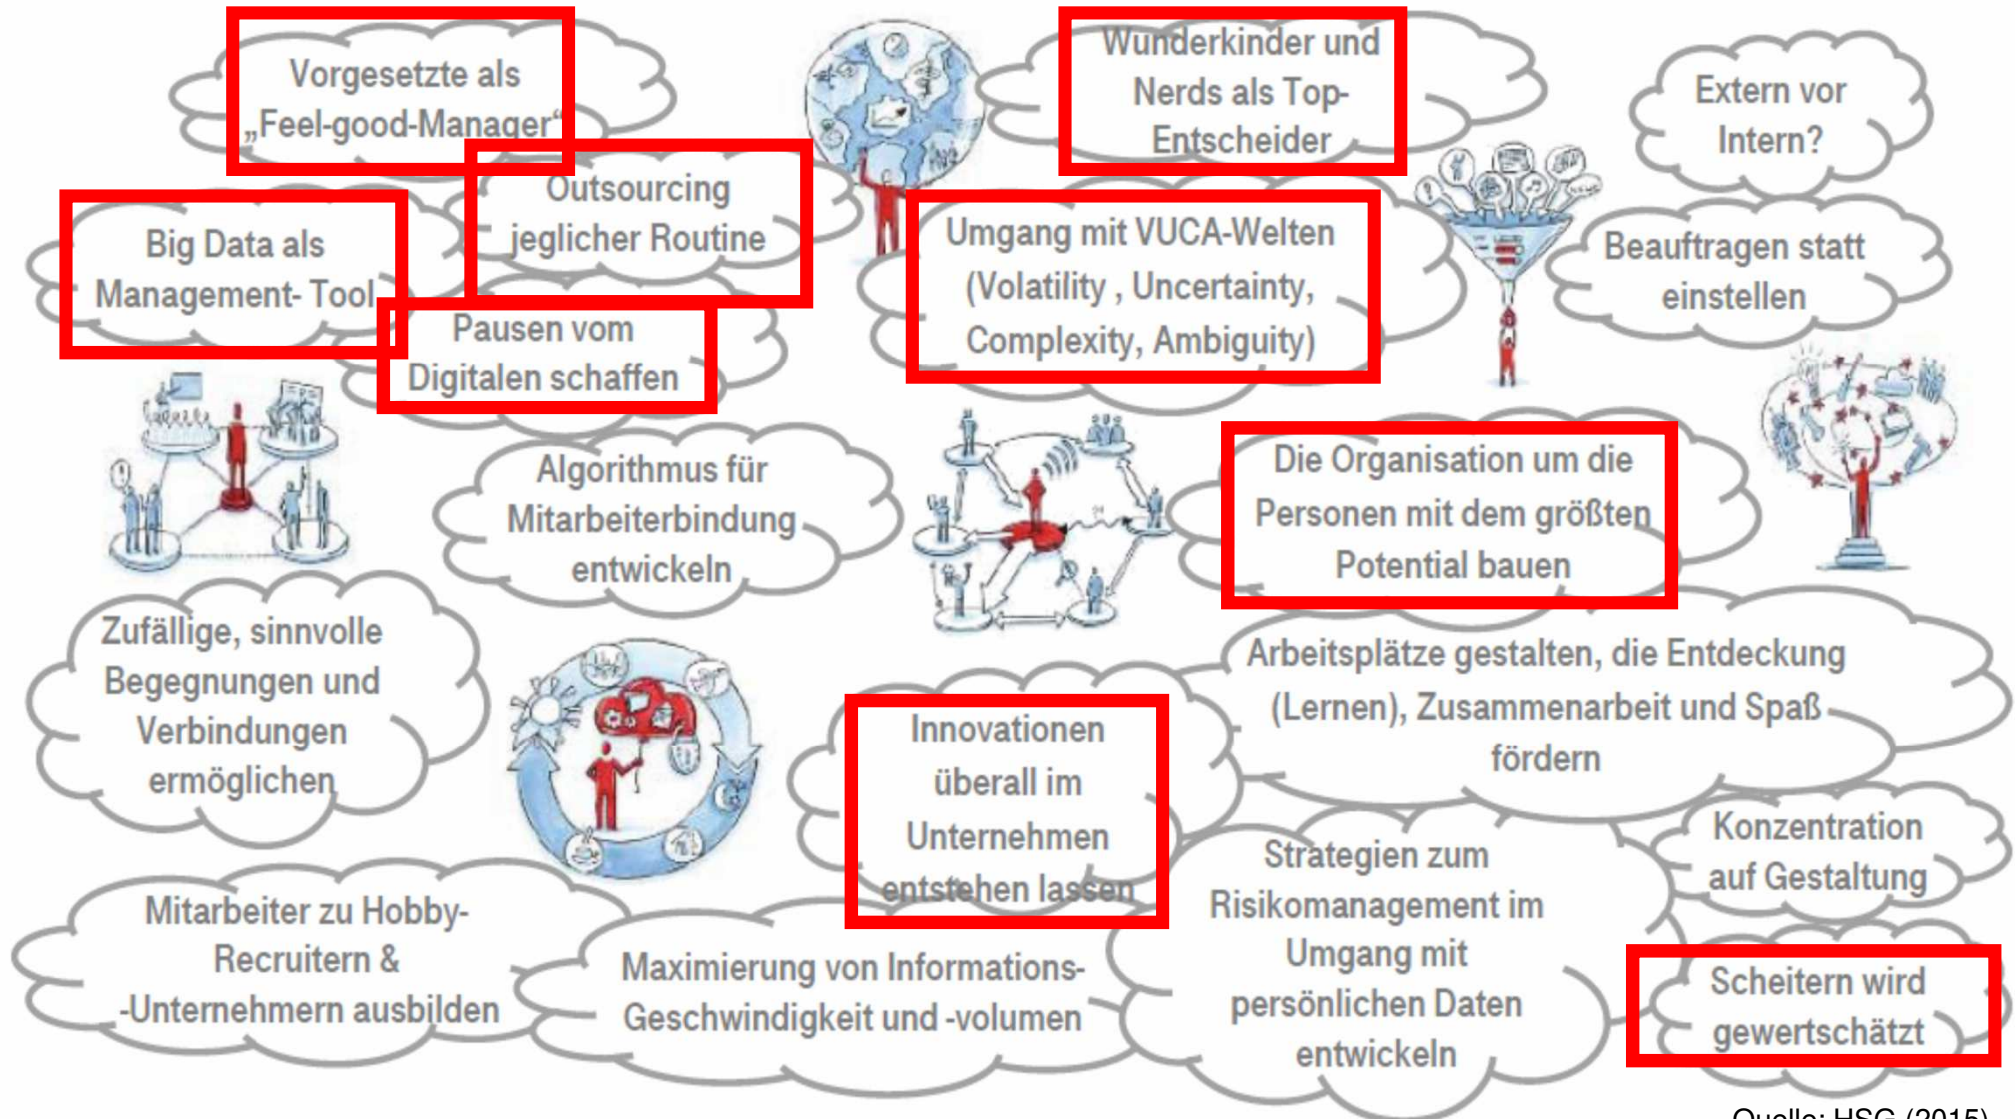 Vorgesetzte als
„Feel-good-Manager“
Wunderkinder und
Nerds als Top-
Entscheider
Extern vor
Intern?
Outsourcing
jeglicher Routine
Big Data als
Management- Tool
Umgang mit VUCA-Welten
(Volatility , Uncertainty,
Complexity, Ambiguity)
Beauftragen statt
einstellen
Pausen vom
Digitalen schaffen
Algorithmus für
Mitarbeiterbindung
entwickeln
Die Organisation um die
Personen mit dem größten
Potential bauen
Zufällige, sinnvolle
Begegnungen und
Verbindungen
ermöglichen
Arbeitsplätze gestalten, die Entdeckung
(Lernen), Zusammenarbeit und Spaß
fördern
Innovationen
überall im
Unternehmen
entstehen lassen
Konzentration
auf Gestaltung
Strategien zum
Risikomanagement im
Umgang mit
persönlichen Daten
entwickeln
Mitarbeiter zu Hobby-
Recruitern &
-Unternehmern ausbilden
Maximierung von Informations-
Geschwindigkeit und -volumen
Scheitern wird
gewertschätzt
Quelle: HSG (2015)